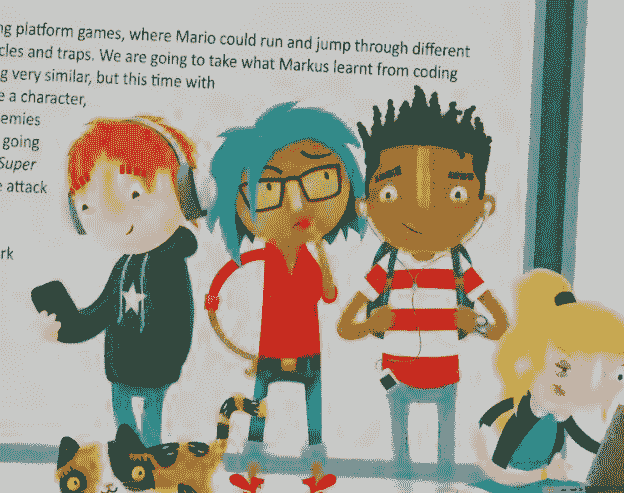 ng platform games, where Mario could run and jump through different
cles and traps. We are going to take what Markus learnt from coding
g very similar, but this time with
e a character,
emies
going
Super
e attack
rk